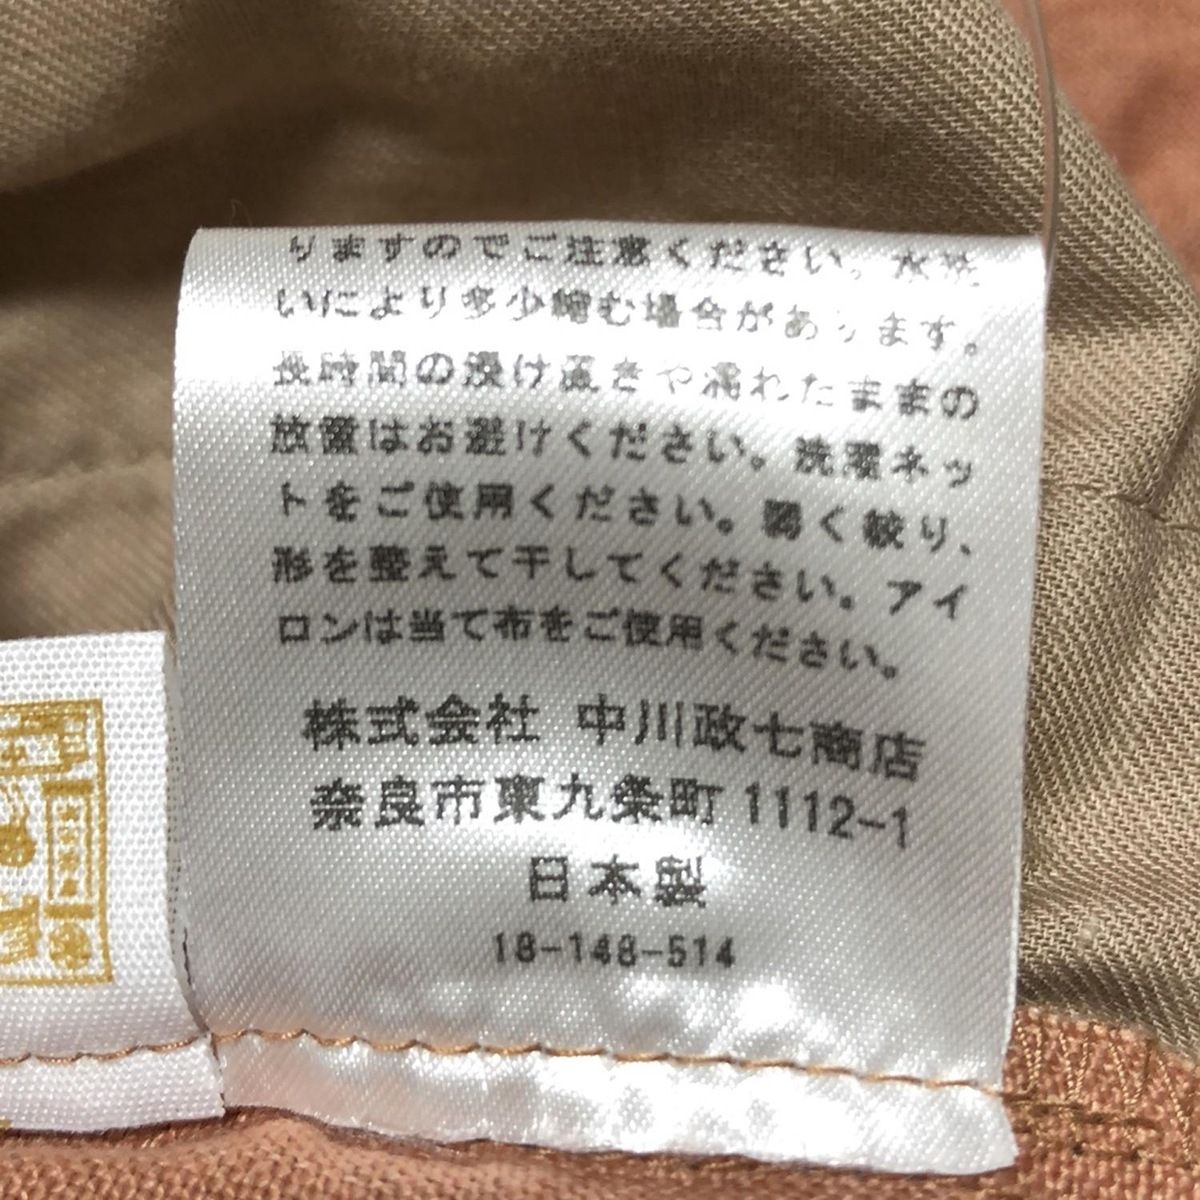 りますのでご注意ください。水洗
いにより多少縮む場合があります。
長時間の浸け置きや濡れたままの
放置はお避けください。洗濯ネッ
トをご使用ください。弱く絞り、
形を整えて干してください。アイ
ロンは当て布をご使用ください。
株式会社 中川政七商店
奈良市東九条町1112-1
日本製
18-148-514